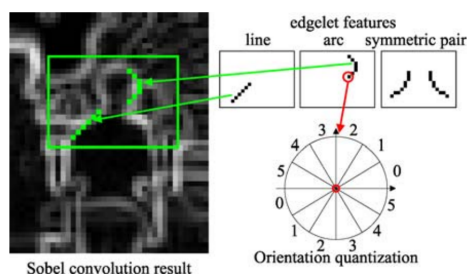 edgelet features
line
arc
symmetric pair
3
2
4
1
5
0
0
5
1
4
2
3
Orientation quantization
Sobel convolution result